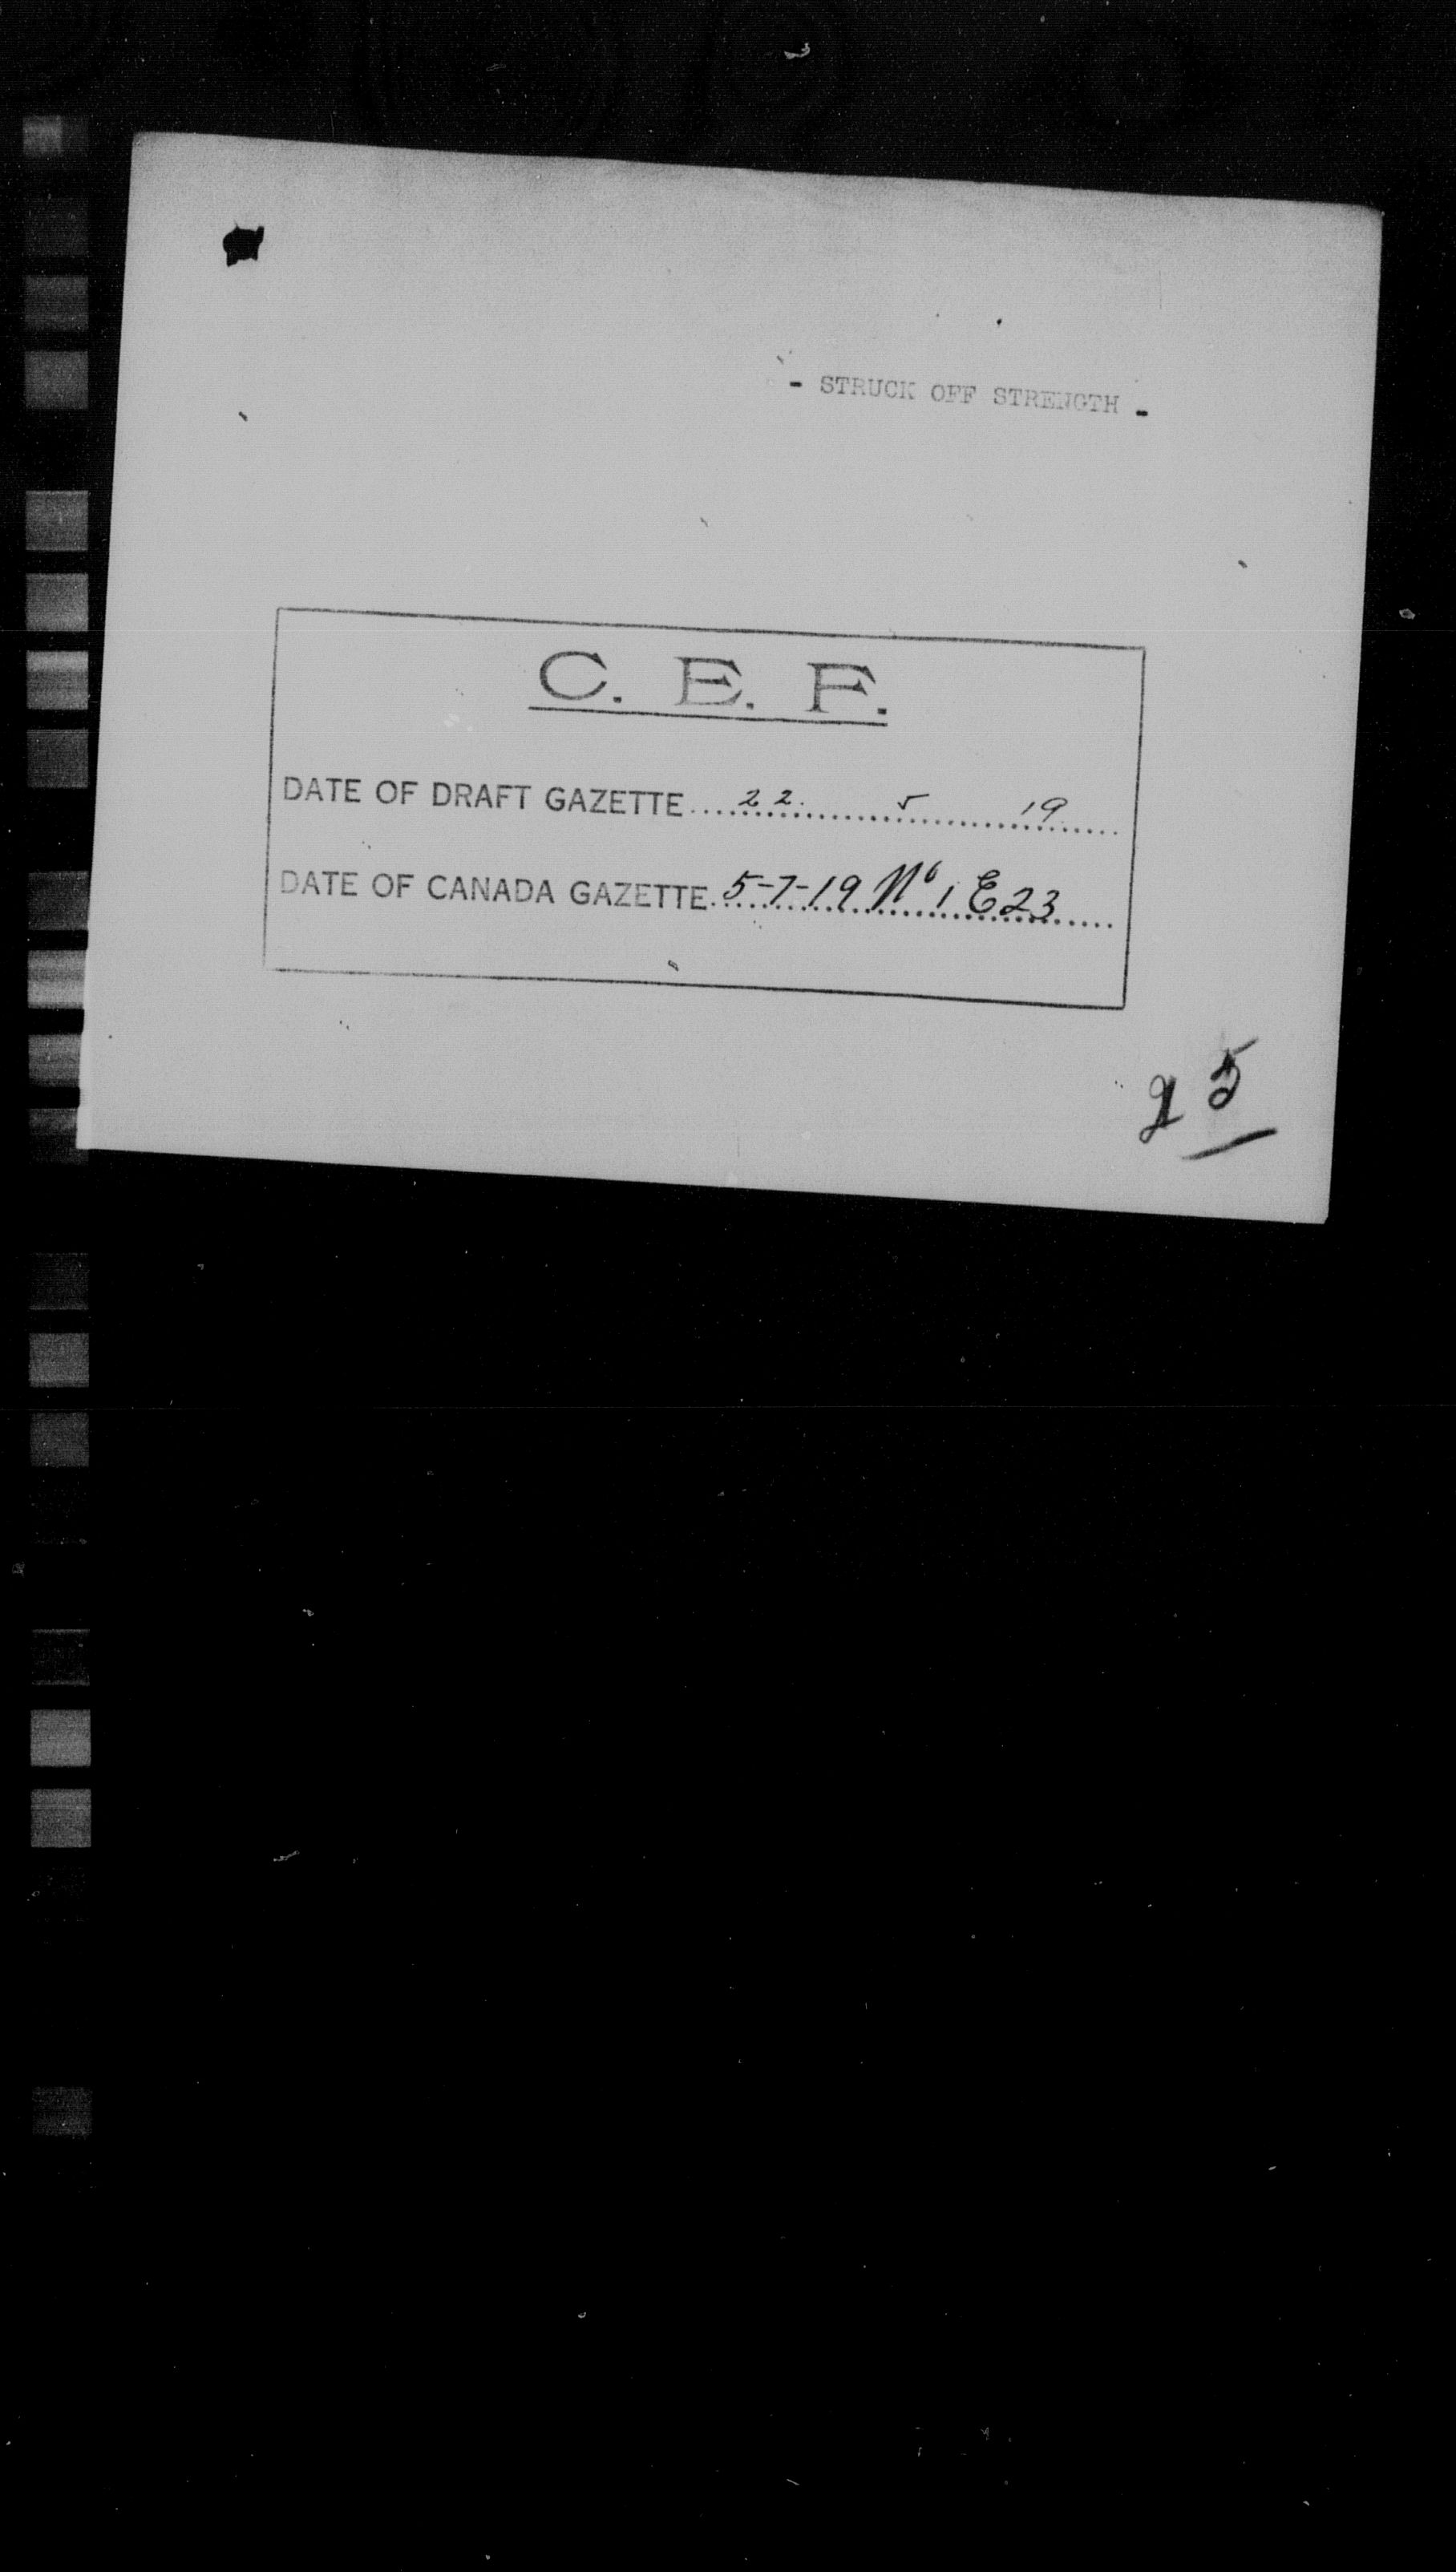 - STRUCK OFF STRENGTH -
C. E. F.
DATE OF DRAFT GAZETTE....22. 5 19....
DATE OF CANADA GAZETTE. 5-7-19 No 1 E23....